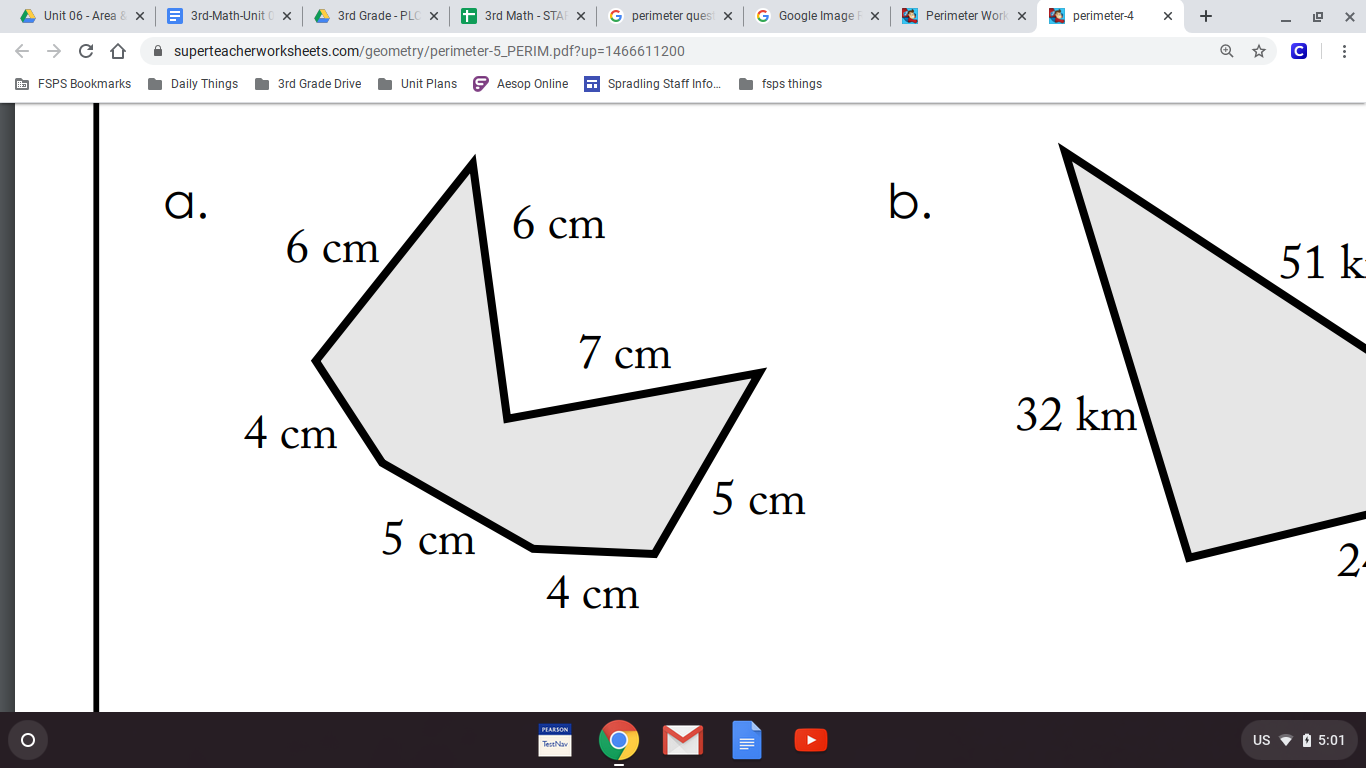 Unit 06 - Area &
3rd-Math-Unit
3rd Grade - PLC
3rd Math - STA
perimeter quest
Google Image
Perimeter Work
perimeter-4
superteacherworksheets.com/geometry/perimeter-5_PERIM.pdf?up=1466611200
C
FSPS Bookmarks
Daily Things
3rd Grade Drive
Unit Plans
Aesop Online
Spradling Staff Info...
fsps things
a.
6 cm
6 cm
7 cm
4 cm
5 cm
5 cm
4 cm
b.
51 k
32 km
24
PEARSON
TestNav
US
5:01